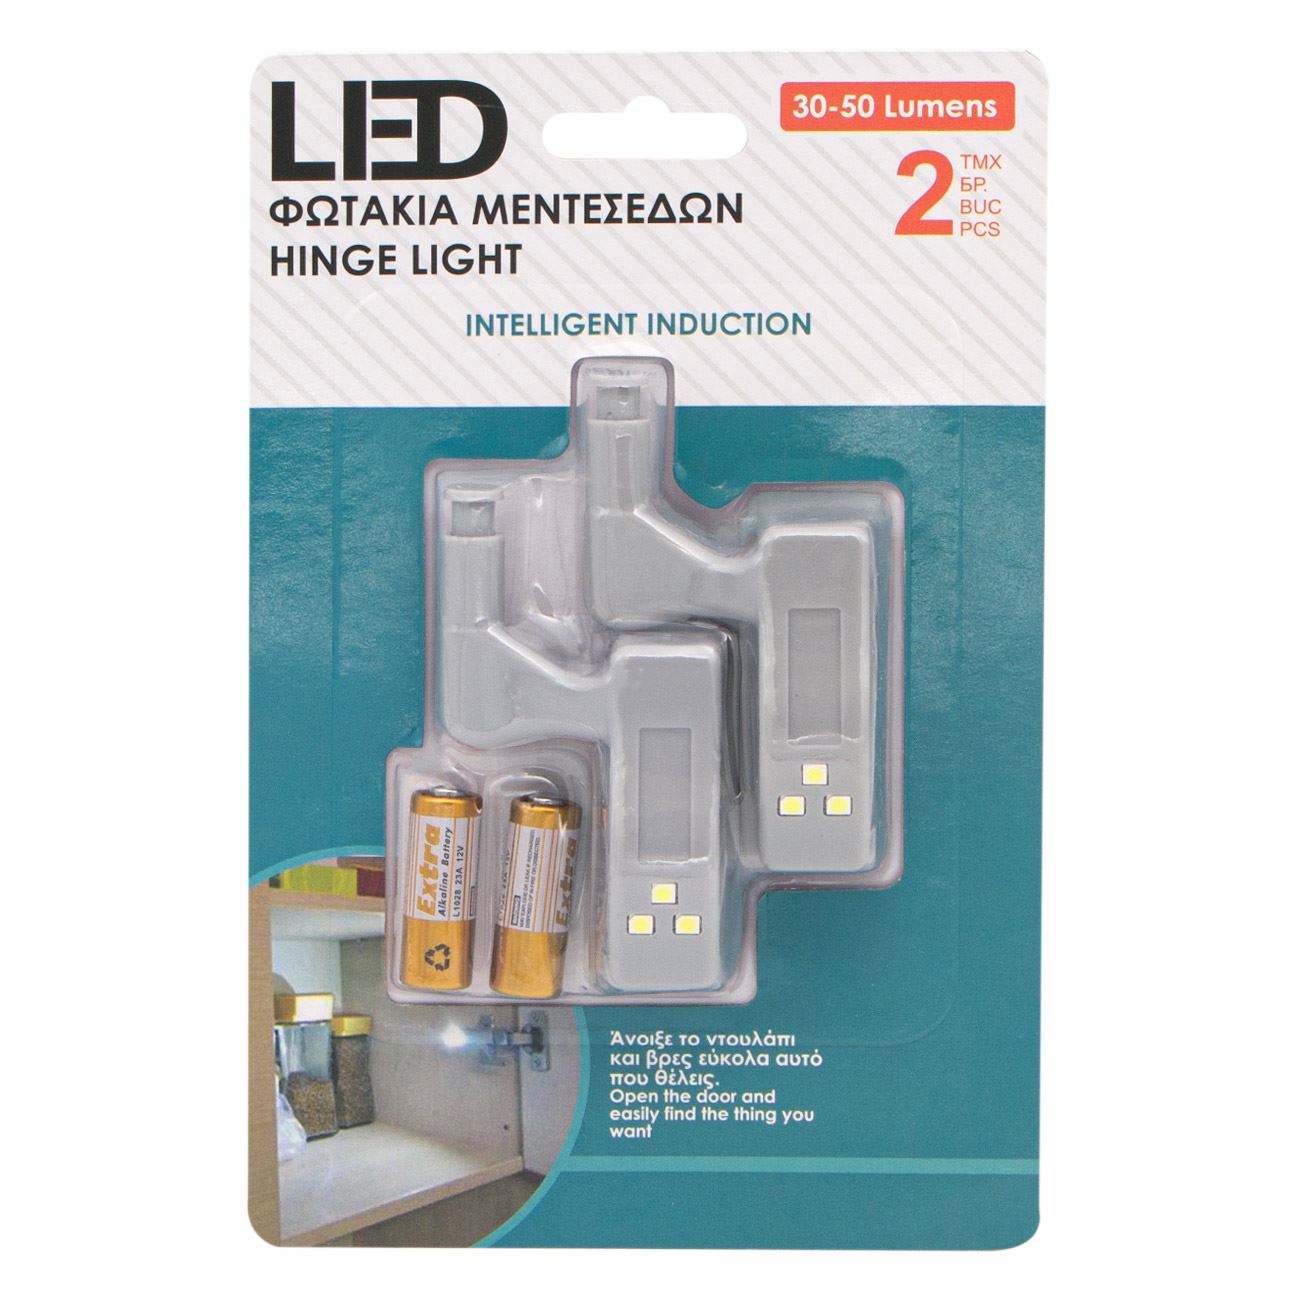 LED
30-50 Lumens
2 ΤΜΧ
БР.
BUC
PCS
ΦΩΤΑΚΙΑ ΜΕΝΤΕΣΕΔΩΝ
HINGE LIGHT
INTELLIGENT INDUCTION
Extra
Alkaline Battery
L1028 23A 12V
Extra
WARNING
Άνοιξε το ντουλάπι
και βρες εύκολα αυτό
που θέλεις.
Open the door and
easily find the thing you
want